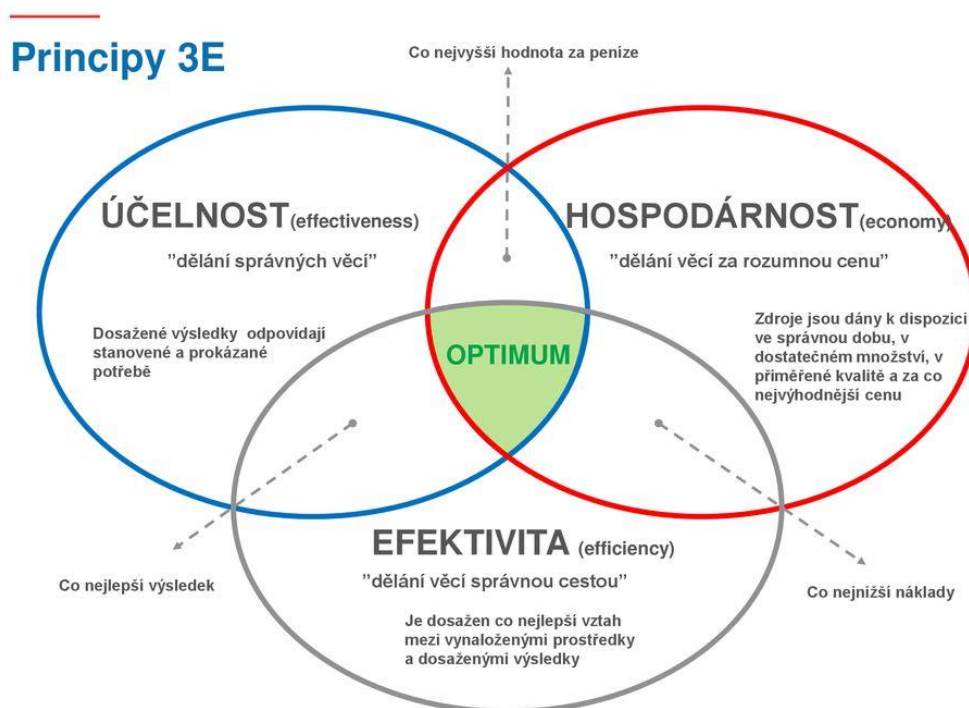 Principy 3E
Co nejvyšší hodnota za peníze
ÚČELNOST(effectiveness)
”dělání správných věcí”
Dosažené výsledky odpovídají
stanovené a prokázané
potřebě
HOSPODÁRNOST(economy)
”dělání věcí za rozumnou cenu”
Zdroje jsou dány k dispozici
ve správnou dobu, v
dostatečném množství, v
přiměřené kvalitě a za co
nejvýhodnější cenu
OPTIMUM
EFEKTIVITA (efficiency)
”dělání věcí správnou cestou”
Je dosažen co nejlepší vztah
mezi vynaloženými prostředky
a dosaženými výsledky
Co nejlepší výsledek
Co nejnižší náklady